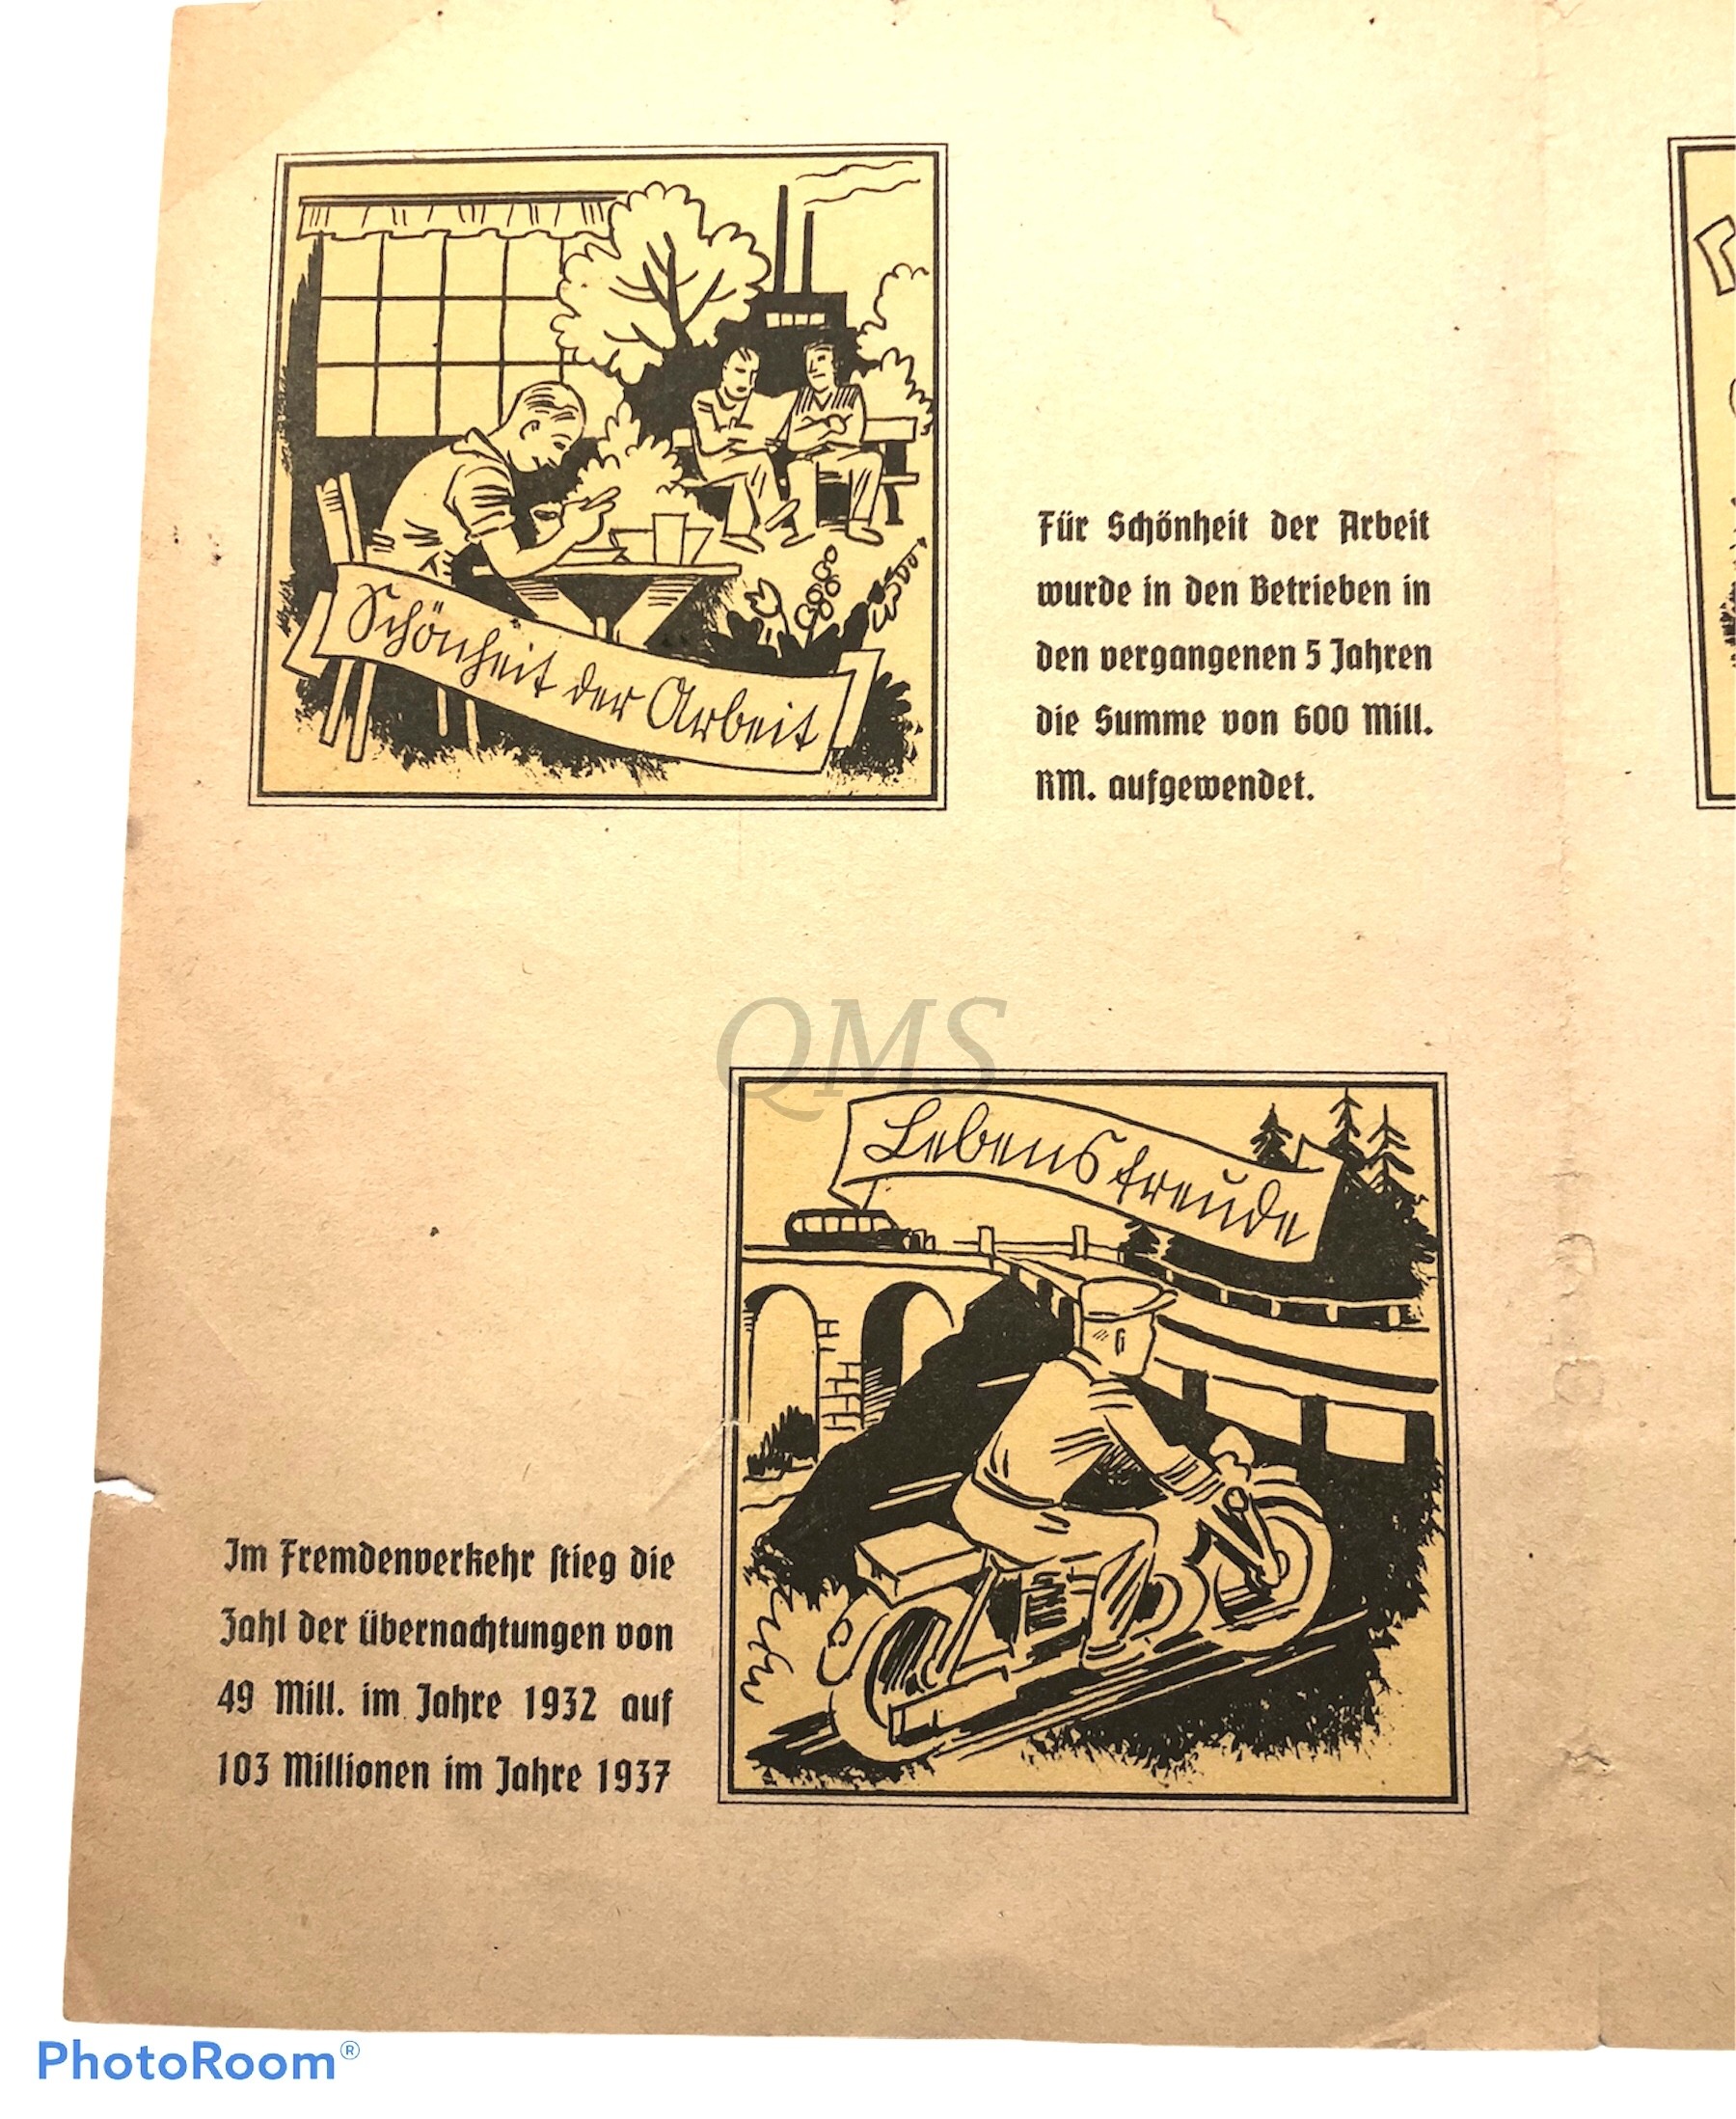 Schönheit der Arbeit
Für Schönheit der Arbeit
wurde in den Betrieben in
den vergangenen 5 Jahren
die Summe von 600 Mill.
RM. aufgewendet.
QMS
Lebensfreude
Im Fremdenverkehr stieg die
Zahl der Übernachtungen von
49 Mill. im Jahre 1932 auf
103 Millionen im Jahre 1937
PhotoRoom®